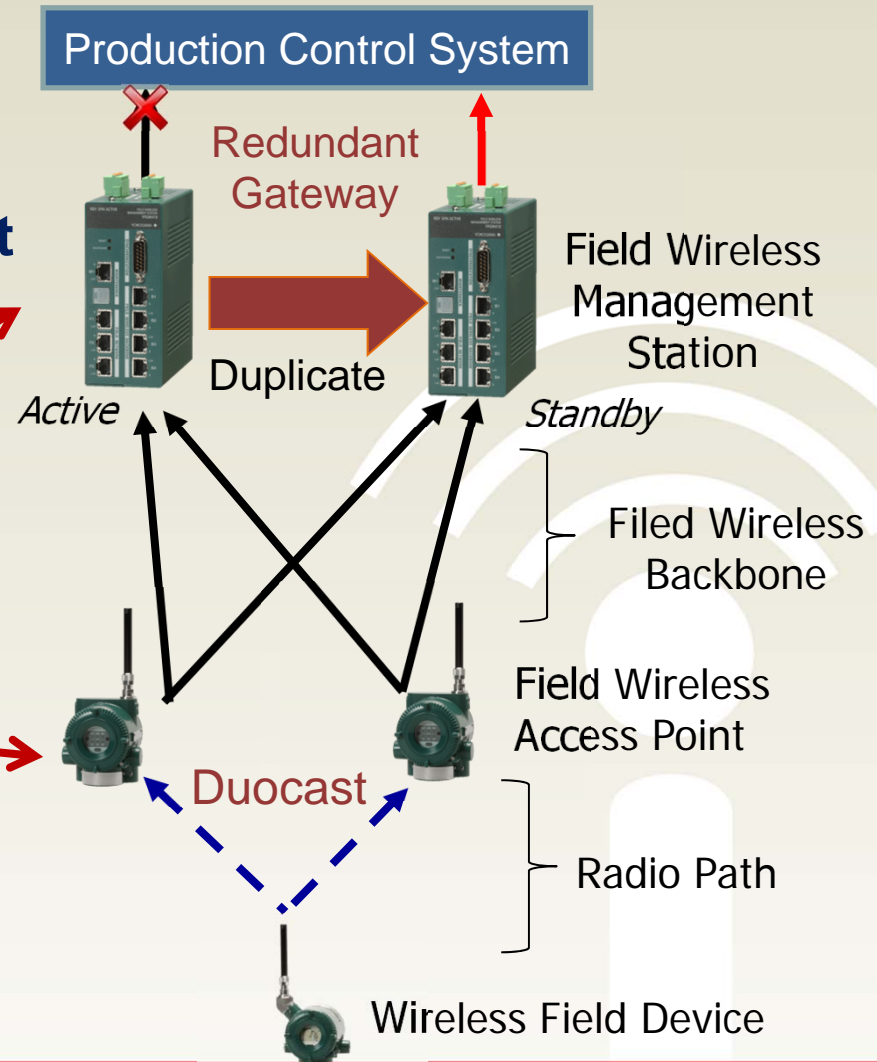 Production Control System
Redundant
Gateway
t
Field Wireless
Management
Station
Duplicate
Active
Standby
Filed Wireless
Backbone
Field Wireless
Access Point
Duocast
Radio Path
Wireless Field Device